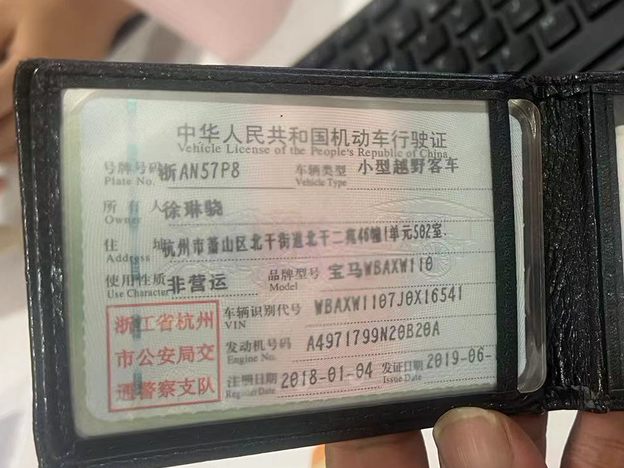 中华人民共和国机动车行驶证
Vehicle License of the People's Republic of China
号牌号码 浙AN57P8 车辆类型 小型越野客车
Plate No. Vehicle Type
所有人 徐琳骁
Owner
住址 杭州市萧山区北干街道北干二苑46幢1单元502室
Address
使用性质 非营运 品牌型号 宝马WBAXW110
Use Character Model
浙江省杭州
市公安局交
通警察支队
车辆识别代号 WBAXW1107J0X16541
VIN
发动机号码 A4971799N20B20A
Engine No.
注册日期 2018-01-04 发证日期 2019-06-
Register Date Issue Date